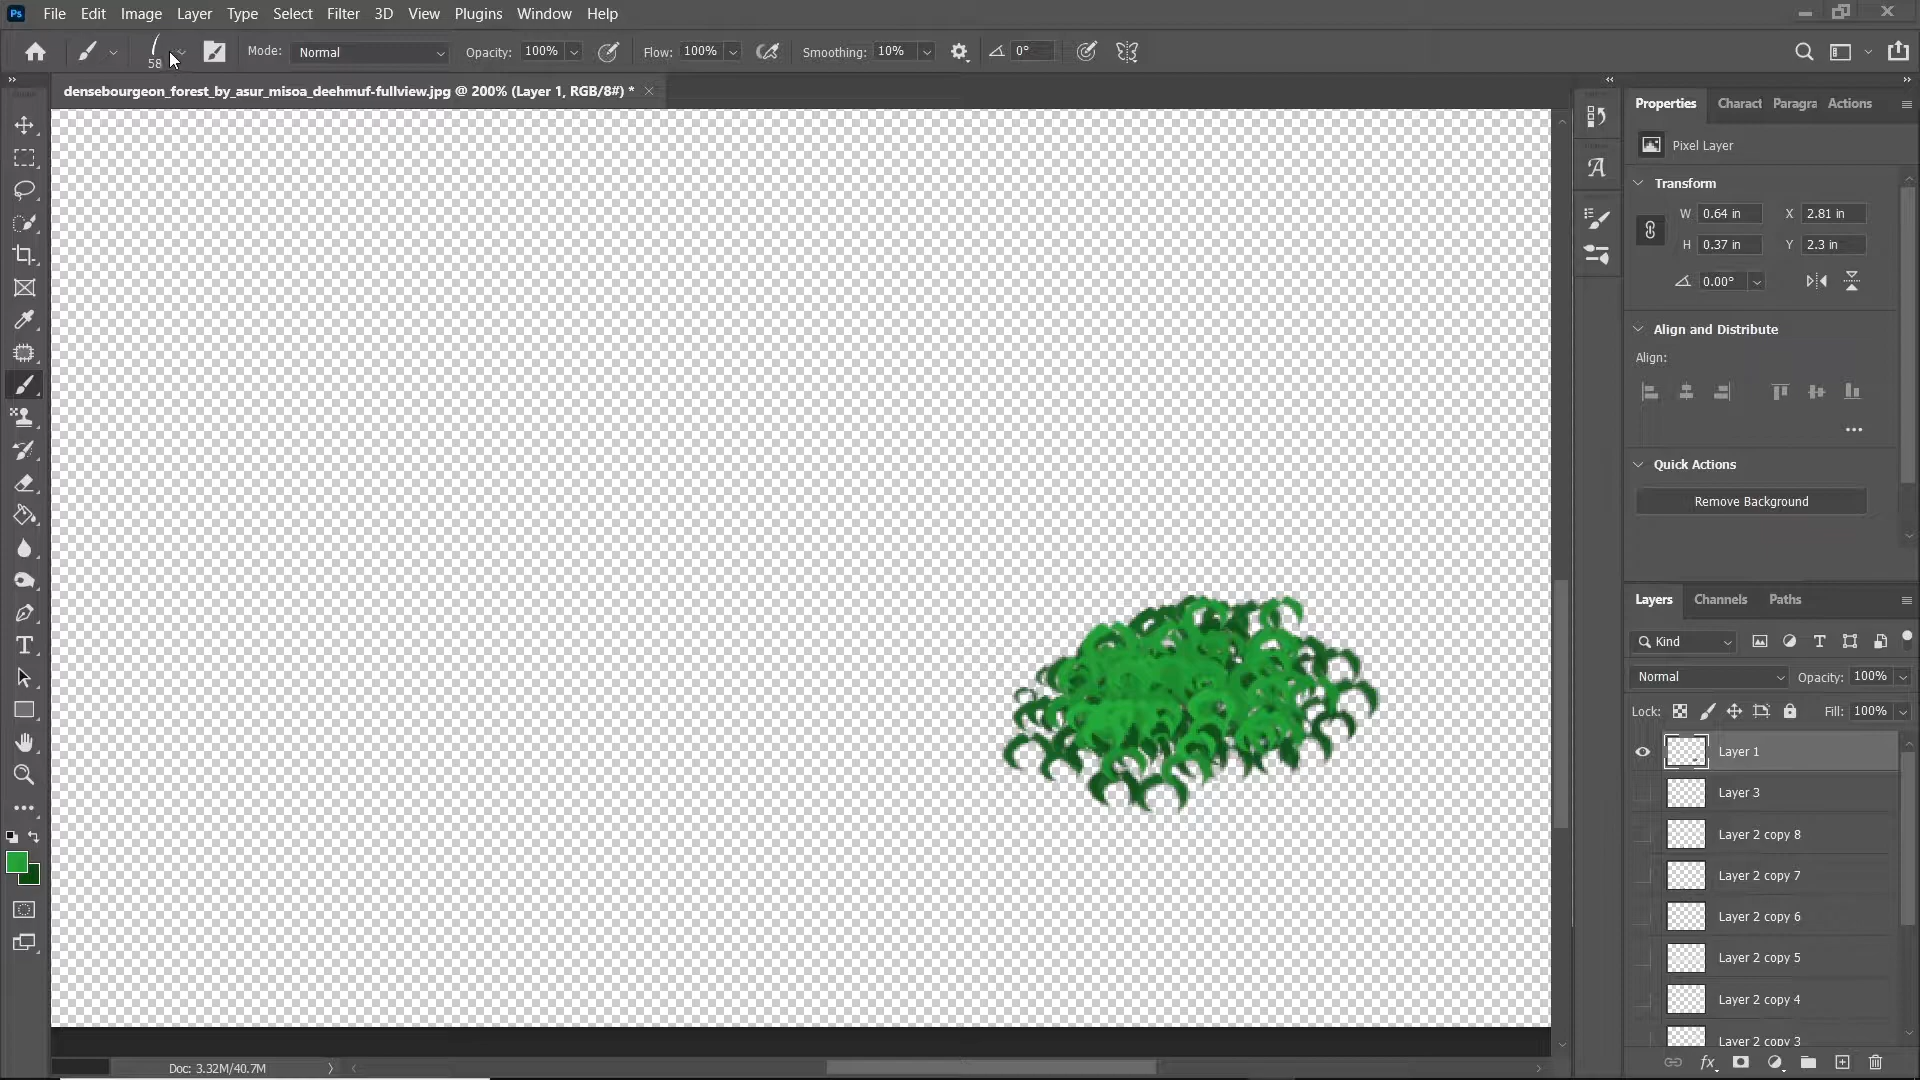 Ps File Edit Image Layer Type Select Filter 3D View Plugins Window Help
58 Mode: Normal Opacity: 100% Flow: 100% Smoothing: 10% 0°
densebourgeon_forest_by_asur_misoa_deehmuf-fullview.jpg @ 200% (Layer 1, RGB/8#) *
Properties Charact Paragra Actions
Pixel Layer
Transform
W 0.64 in X 2.81 in
H 0.37 in Y 2.3 in
0.00°
Align and Distribute
Align:
Quick Actions
Remove Background
Layers Channels Paths
Kind
Normal Opacity: 100%
Lock: Fill: 100%
Layer 1
Layer 3
Layer 2 copy 8
Layer 2 copy 7
Layer 2 copy 6
Layer 2 copy 5
Layer 2 copy 4
Layer 2 copy 3
Doc: 3.32M/40.7M